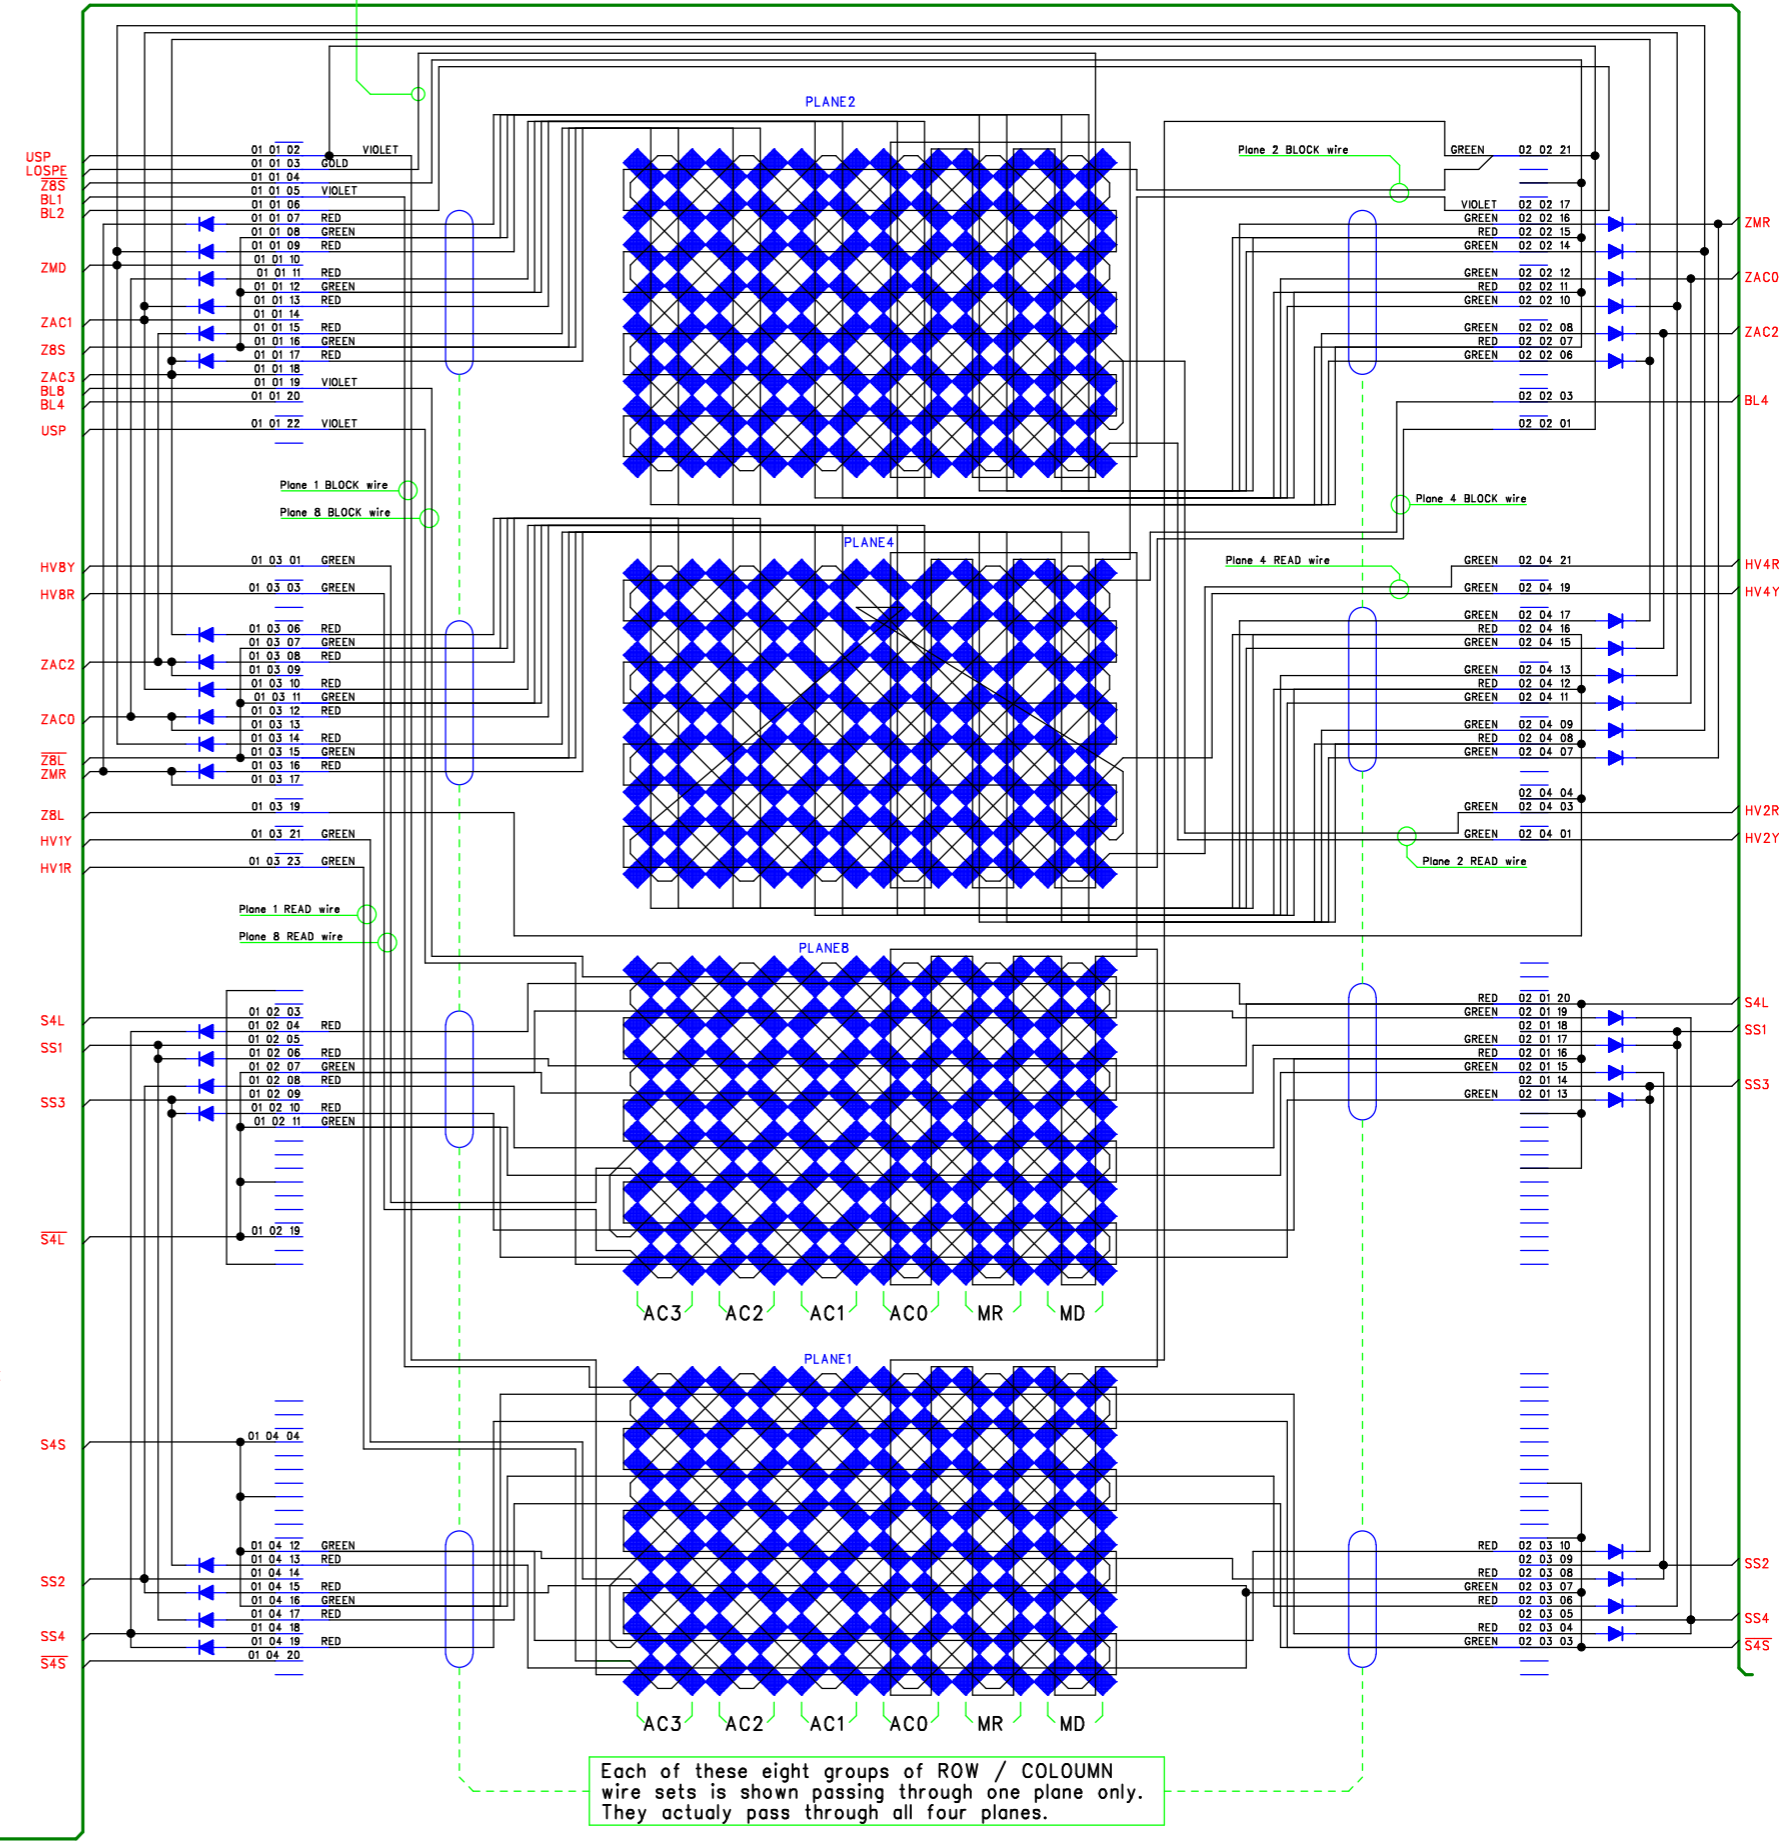 PLANE2
USP
01 01 02 VIOLET
LOSPE
01 01 03 GOLD
Z8S
01 01 04
BL1
01 01 05 VIOLET
BL2
01 01 06
01 01 07 RED
01 01 08 GREEN
01 01 09 RED
ZMD
01 01 10
01 01 11 RED
01 01 12 GREEN
01 01 13 RED
ZAC1
01 01 14
01 01 15 RED
Z8S
01 01 16 GREEN
01 01 17 RED
ZAC3
01 01 18
BL8
01 01 19 VIOLET
BL4
01 01 20
USP
01 01 22 VIOLET
Plane 2 BLOCK wire
GREEN 02 02 21
VIOLET 02 02 17
GREEN 02 02 16
ZMR
RED 02 02 15
GREEN 02 02 14
GREEN 02 02 12
ZAC0
RED 02 02 11
GREEN 02 02 10
GREEN 02 02 08
ZAC2
RED 02 02 07
GREEN 02 02 06
02 02 03
BL4
02 02 01
Plane 1 BLOCK wire
Plane 8 BLOCK wire
Plane 4 BLOCK wire
PLANE4
HV8Y
01 03 01 GREEN
HV8R
01 03 03 GREEN
01 03 06 RED
01 03 07 GREEN
ZAC2
01 03 08 RED
01 03 09
01 03 10 RED
01 03 11 GREEN
ZAC0
01 03 12 RED
01 03 13
01 03 14 RED
Z8L
01 03 15 GREEN
ZMR
01 03 16 RED
01 03 17
Z8L
01 03 19
HV1Y
01 03 21 GREEN
HV1R
01 03 23 GREEN
Plane 4 READ wire
GREEN 02 04 21
HV4R
GREEN 02 04 19
HV4Y
GREEN 02 04 17
RED 02 04 16
GREEN 02 04 15
GREEN 02 04 13
RED 02 04 12
GREEN 02 04 11
GREEN 02 04 09
RED 02 04 08
GREEN 02 04 07
02 04 04
GREEN 02 04 03
HV2R
GREEN 02 04 01
HV2Y
Plane 2 READ wire
Plane 1 READ wire
Plane 8 READ wire
PLANE8
S4L
01 02 03
01 02 04 RED
SS1
01 02 05
01 02 06 RED
01 02 07 GREEN
01 02 08 RED
SS3
01 02 09
01 02 10 RED
01 02 11 GREEN
S4L
01 02 19
RED 02 01 20
S4L
GREEN 02 01 19
02 01 18
SS1
GREEN 02 01 17
RED 02 01 16
GREEN 02 01 15
02 01 14
SS3
GREEN 02 01 13
AC3 AC2 AC1 AC0 MR MD
PLANE1
S4S
01 04 04
01 04 12 GREEN
01 04 13 RED
SS2
01 04 14
01 04 15 RED
01 04 16 GREEN
01 04 17 RED
SS4
01 04 18
01 04 19 RED
S4S
01 04 20
RED 02 03 10
02 03 09
SS2
RED 02 03 08
GREEN 02 03 07
RED 02 03 06
02 03 05
SS4
RED 02 03 04
GREEN 02 03 03
S4S
AC3 AC2 AC1 AC0 MR MD
Each of these eight groups of ROW / COLOUMN
wire sets is shown passing through one plane only.
They actualy pass through all four planes.